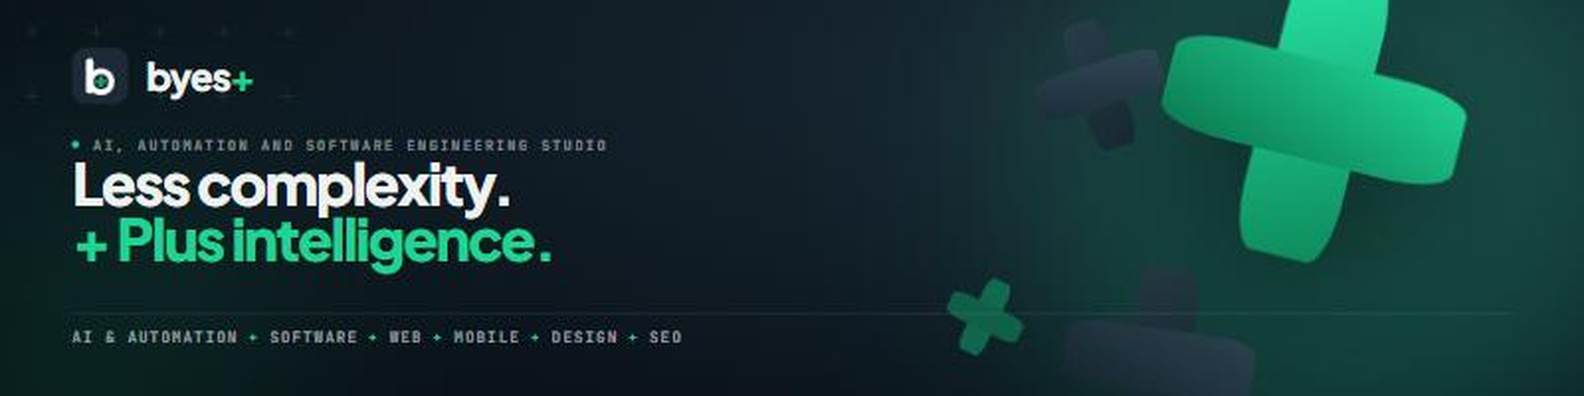 byes+
AI, AUTOMATION AND SOFTWARE ENGINEERING STUDIO
Less complexity.
+ Plus intelligence.
AI & AUTOMATION + SOFTWARE + WEB + MOBILE + DESIGN + SEO